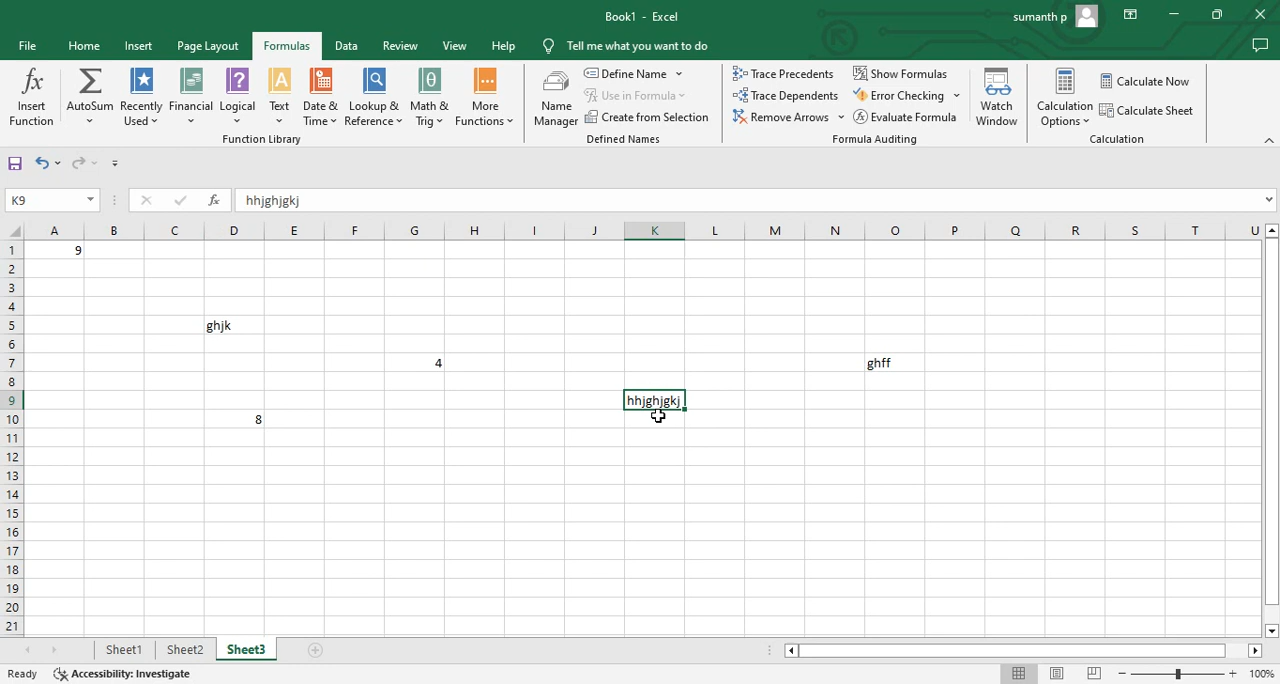 Book1 - Excel
sumanth p
File Home Insert Page Layout Formulas Data Review View Help Tell me what you want to do
Insert Function
AutoSum
Recently Used
Financial
Logical
Text
Date & Time
Lookup & Reference
Math & Trig
More Functions
Function Library
Name Manager
Define Name
Use in Formula
Create from Selection
Defined Names
Trace Precedents
Trace Dependents
Remove Arrows
Show Formulas
Error Checking
Evaluate Formula
Formula Auditing
Watch Window
Calculation Options
Calculate Now
Calculate Sheet
Calculation
K9 fx hhjghjgkj
A B C D E F G H I J K L M N O P Q R S T U
1 9
2
3
4
5 ghjk
6
7 4 ghff
8
9 hhjghjgkj
10 8
11
12
13
14
15
16
17
18
19
20
21
Sheet1 Sheet2 Sheet3
Ready Accessibility: Investigate 100%